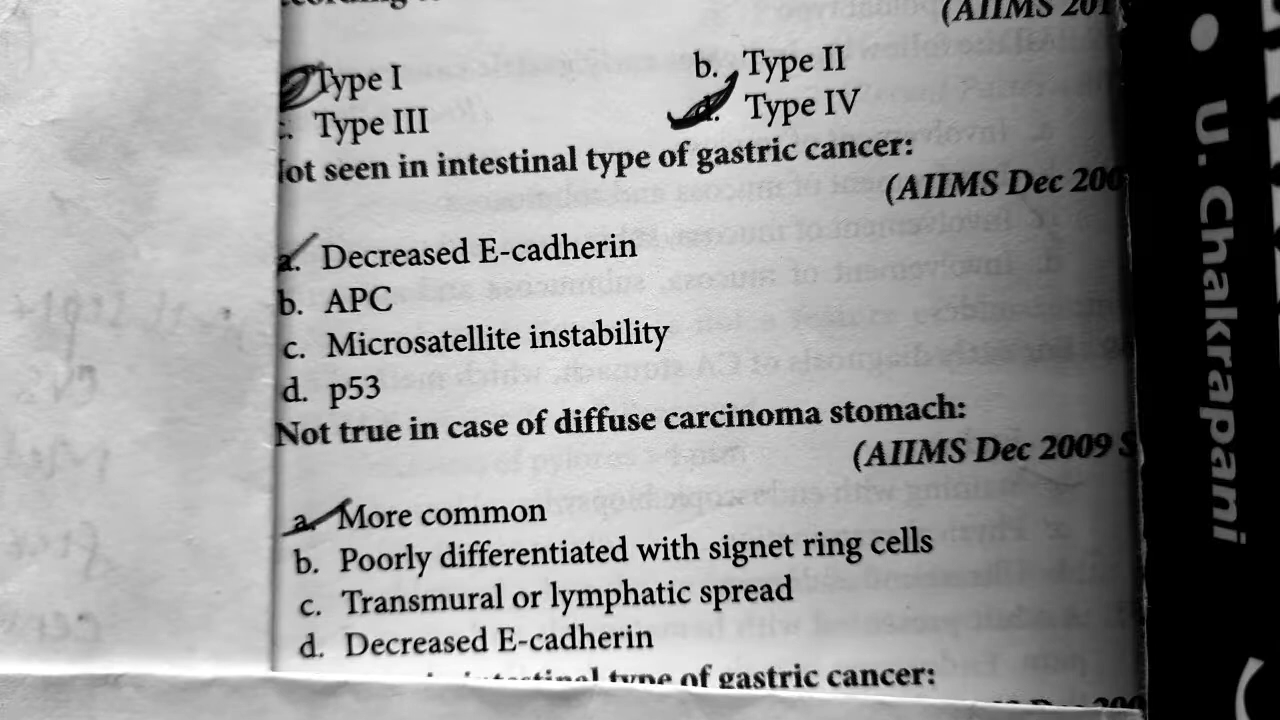 (AIIMS 201
Type I
b. Type II
c. Type III
d. Type IV
ot seen in intestinal type of gastric cancer:
(AIIMS Dec 200
a. Decreased E-cadherin
b. APC
c. Microsatellite instability
d. p53
Not true in case of diffuse carcinoma stomach:
(AIIMS Dec 2009 S
a. More common
b. Poorly differentiated with signet ring cells
c. Transmural or lymphatic spread
d. Decreased E-cadherin
intestinal type of gastric cancer:
U. Chakrapani